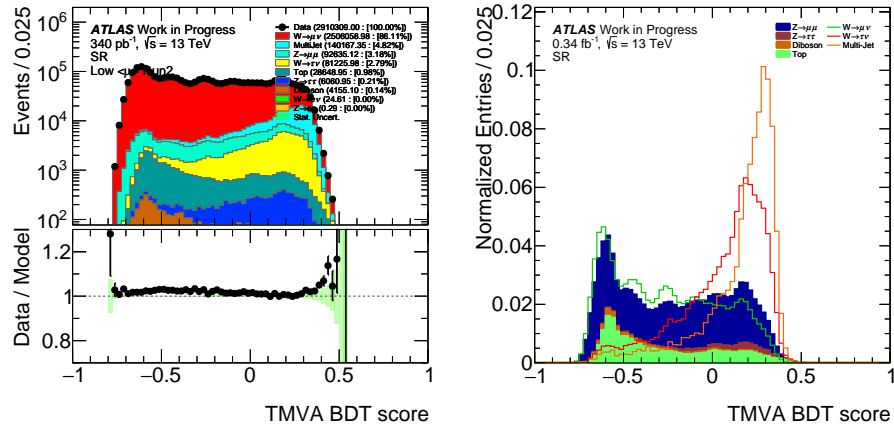 ATLAS Work in Progress
340 pb⁻¹, √s = 13 TeV
SR
Data (2910309.00 : [100.00%])
W→μν (2506058.98 : [86.11%])
MultiJet (140167.35 : [4.82%])
Z→μμ (92635.12 : [3.18%])
W→τν (81225.98 : [2.79%])
Top (28648.95 : [0.98%])
Z→ττ (6060.95 : [0.21%])
Diboson (4155.10 : [0.14%])
(24.61 : [0.00%])
(0.29 : [0.00%])
Stat. Uncert.
Events / 0.025
10⁶
10⁵
10⁴
10³
10²
Data / Model
1.2
1
0.8
−1 −0.5 0 0.5 1
TMVA BDT score
ATLAS Work in Progress
0.34 fb⁻¹, √s = 13 TeV
SR
Z→μμ
Z→ττ
Diboson
Top
W→μν
W→τν
Multi-Jet
Normalized Entries / 0.025
0.12
0.1
0.08
0.06
0.04
0.02
0
−1 −0.5 0 0.5 1
TMVA BDT score